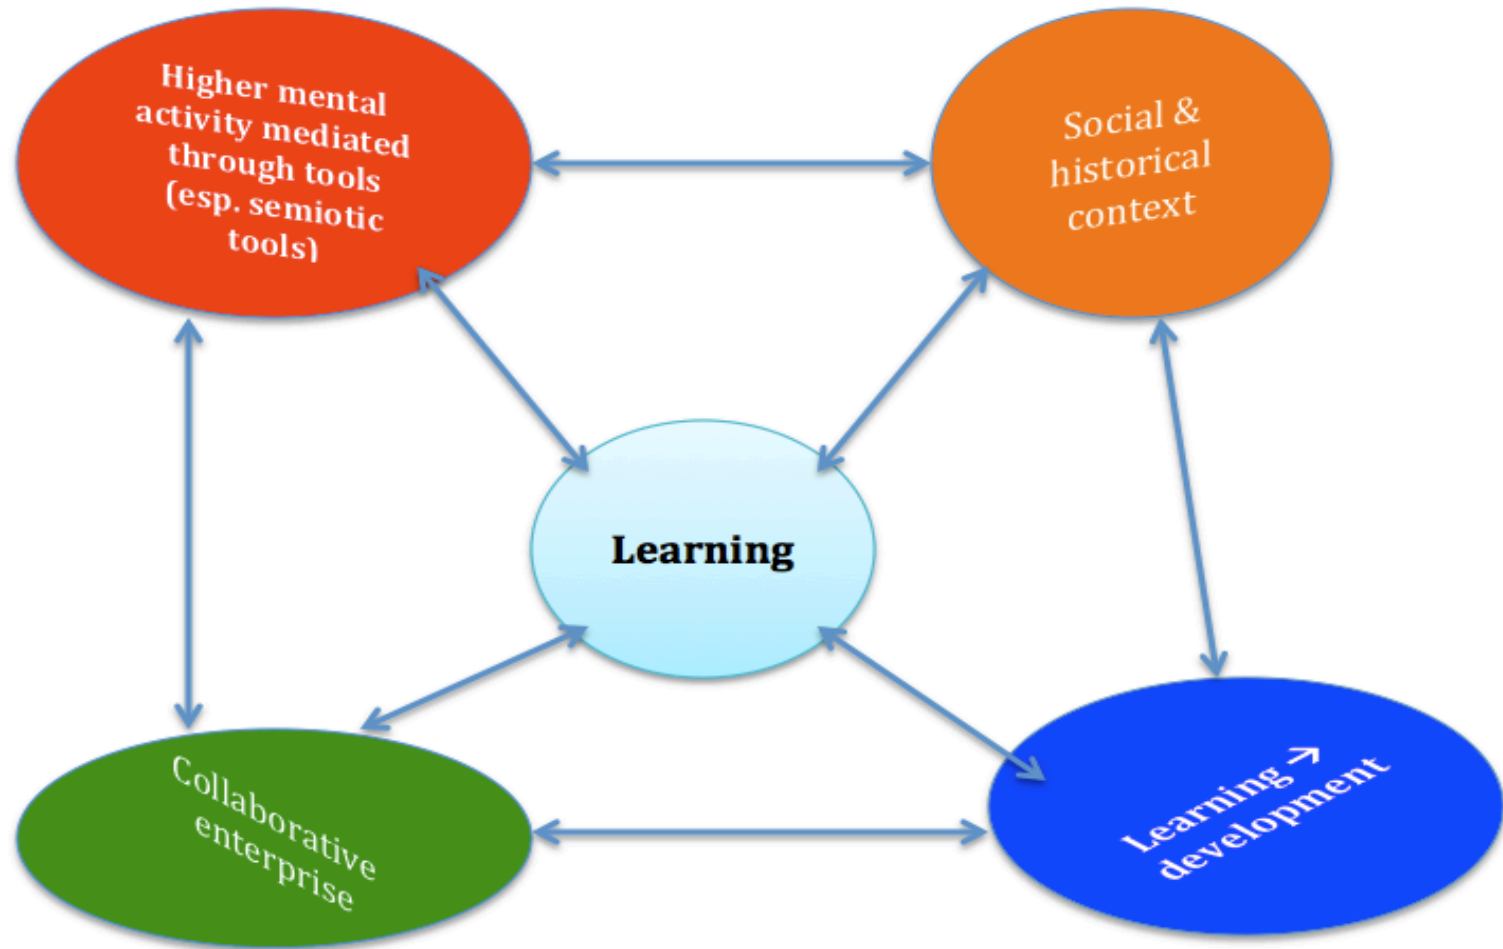 Higher mental
activity mediated
through tools
(esp. semiotic
tools)
Social &
historical
context
Learning
Collaborative
enterprise
Learning →
development